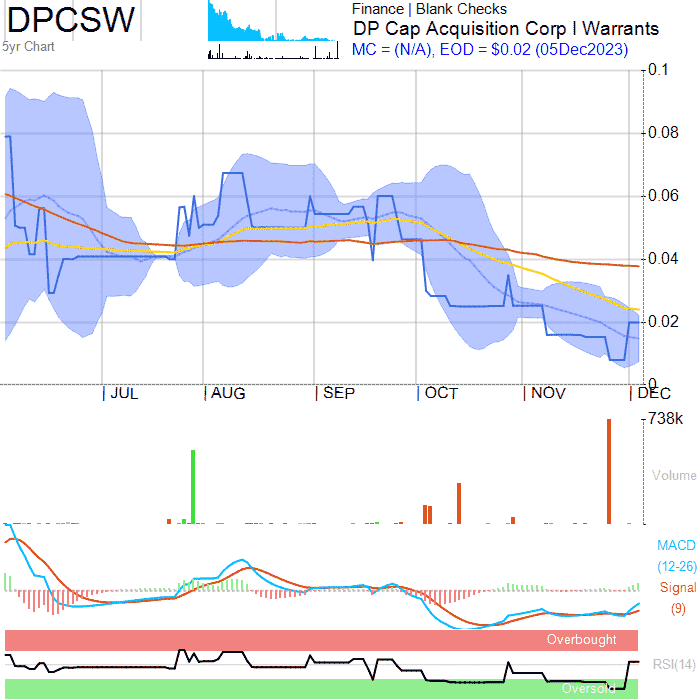 DPCSW
5yr Chart
Finance | Blank Checks
DP Cap Acquisition Corp I Warrants
MC = (N/A), EOD = $0.02 (05Dec2023)
0.1
0.08
0.06
0.04
0.02
0
JUL AUG SEP OCT NOV DEC
738k
Volume
MACD
(12-26)
Signal
(9)
Overbought
RSI(14)
Oversold